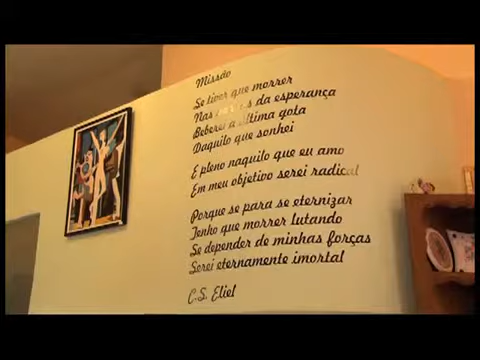 Missão
Se tiver que morrer
Nas da esperança
Beberei a última gota
Daquilo que sonhei
E pleno naquilo que eu amo
Em meu objetivo serei radical
Porque se para se eternizar
Tenho que morrer lutando
Se depender de minhas forças
Serei eternamente imortal
C.S. Eliel